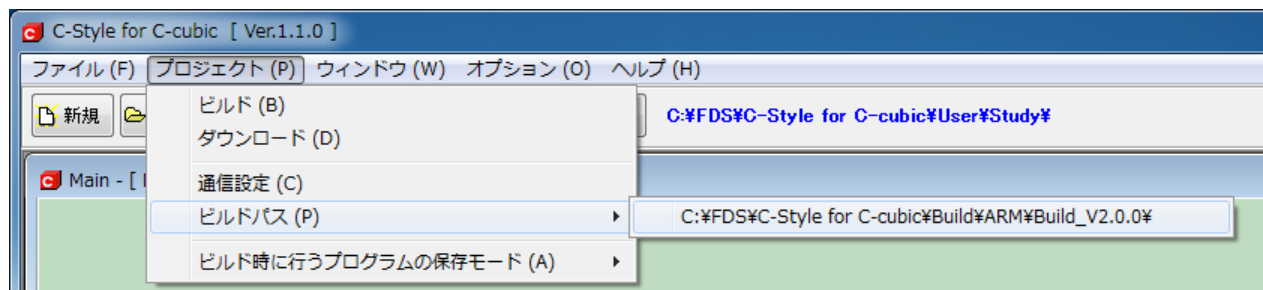 C-Style for C-cubic [ Ver.1.1.0 ]
ファイル (F) プロジェクト (P) ウィンドウ (W) オプション (O) ヘルプ (H)
新規
C:¥FDS¥C-Style for C-cubic¥User¥Study¥
ビルド (B)
ダウンロード (D)
Main - [
通信設定 (C)
ビルドパス (P)
C:¥FDS¥C-Style for C-cubic¥Build¥ARM¥Build_V2.0.0¥
ビルド時に行うプログラムの保存モード (A)